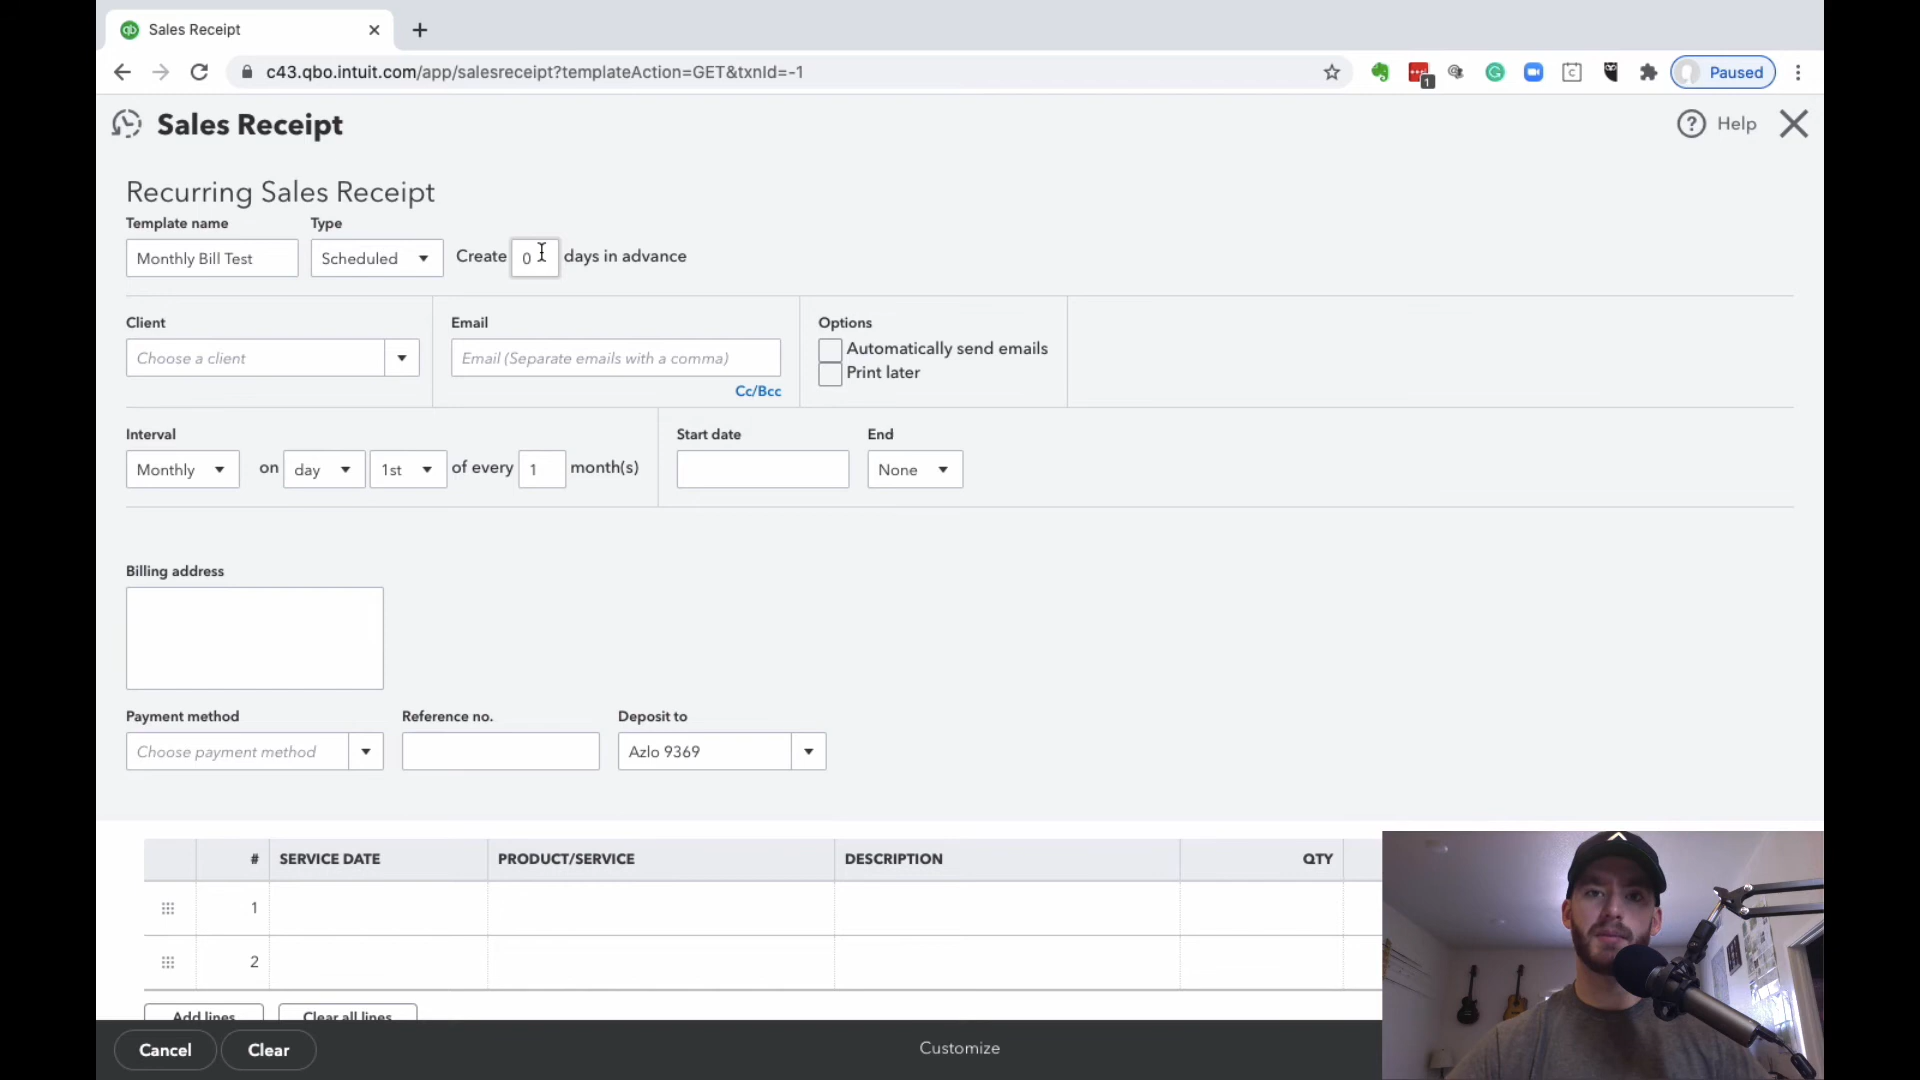 qb Sales Receipt
c43.qbo.intuit.com/app/salesreceipt?templateAction=GET&txnId=-1
1
Paused
Sales Receipt
Help
Recurring Sales Receipt
Template name Type
Monthly Bill Test Scheduled Create 0 days in advance
Client Email Options
Choose a client Email (Separate emails with a comma) Automatically send emails
Print later
Cc/Bcc
Interval Start date End
Monthly on day 1st of every 1 month(s) None
Billing address
Payment method Reference no. Deposit to
Choose payment method Azlo 9369
# SERVICE DATE PRODUCT/SERVICE DESCRIPTION QTY
1
2
Add lines Clear all lines
Cancel Clear Customize